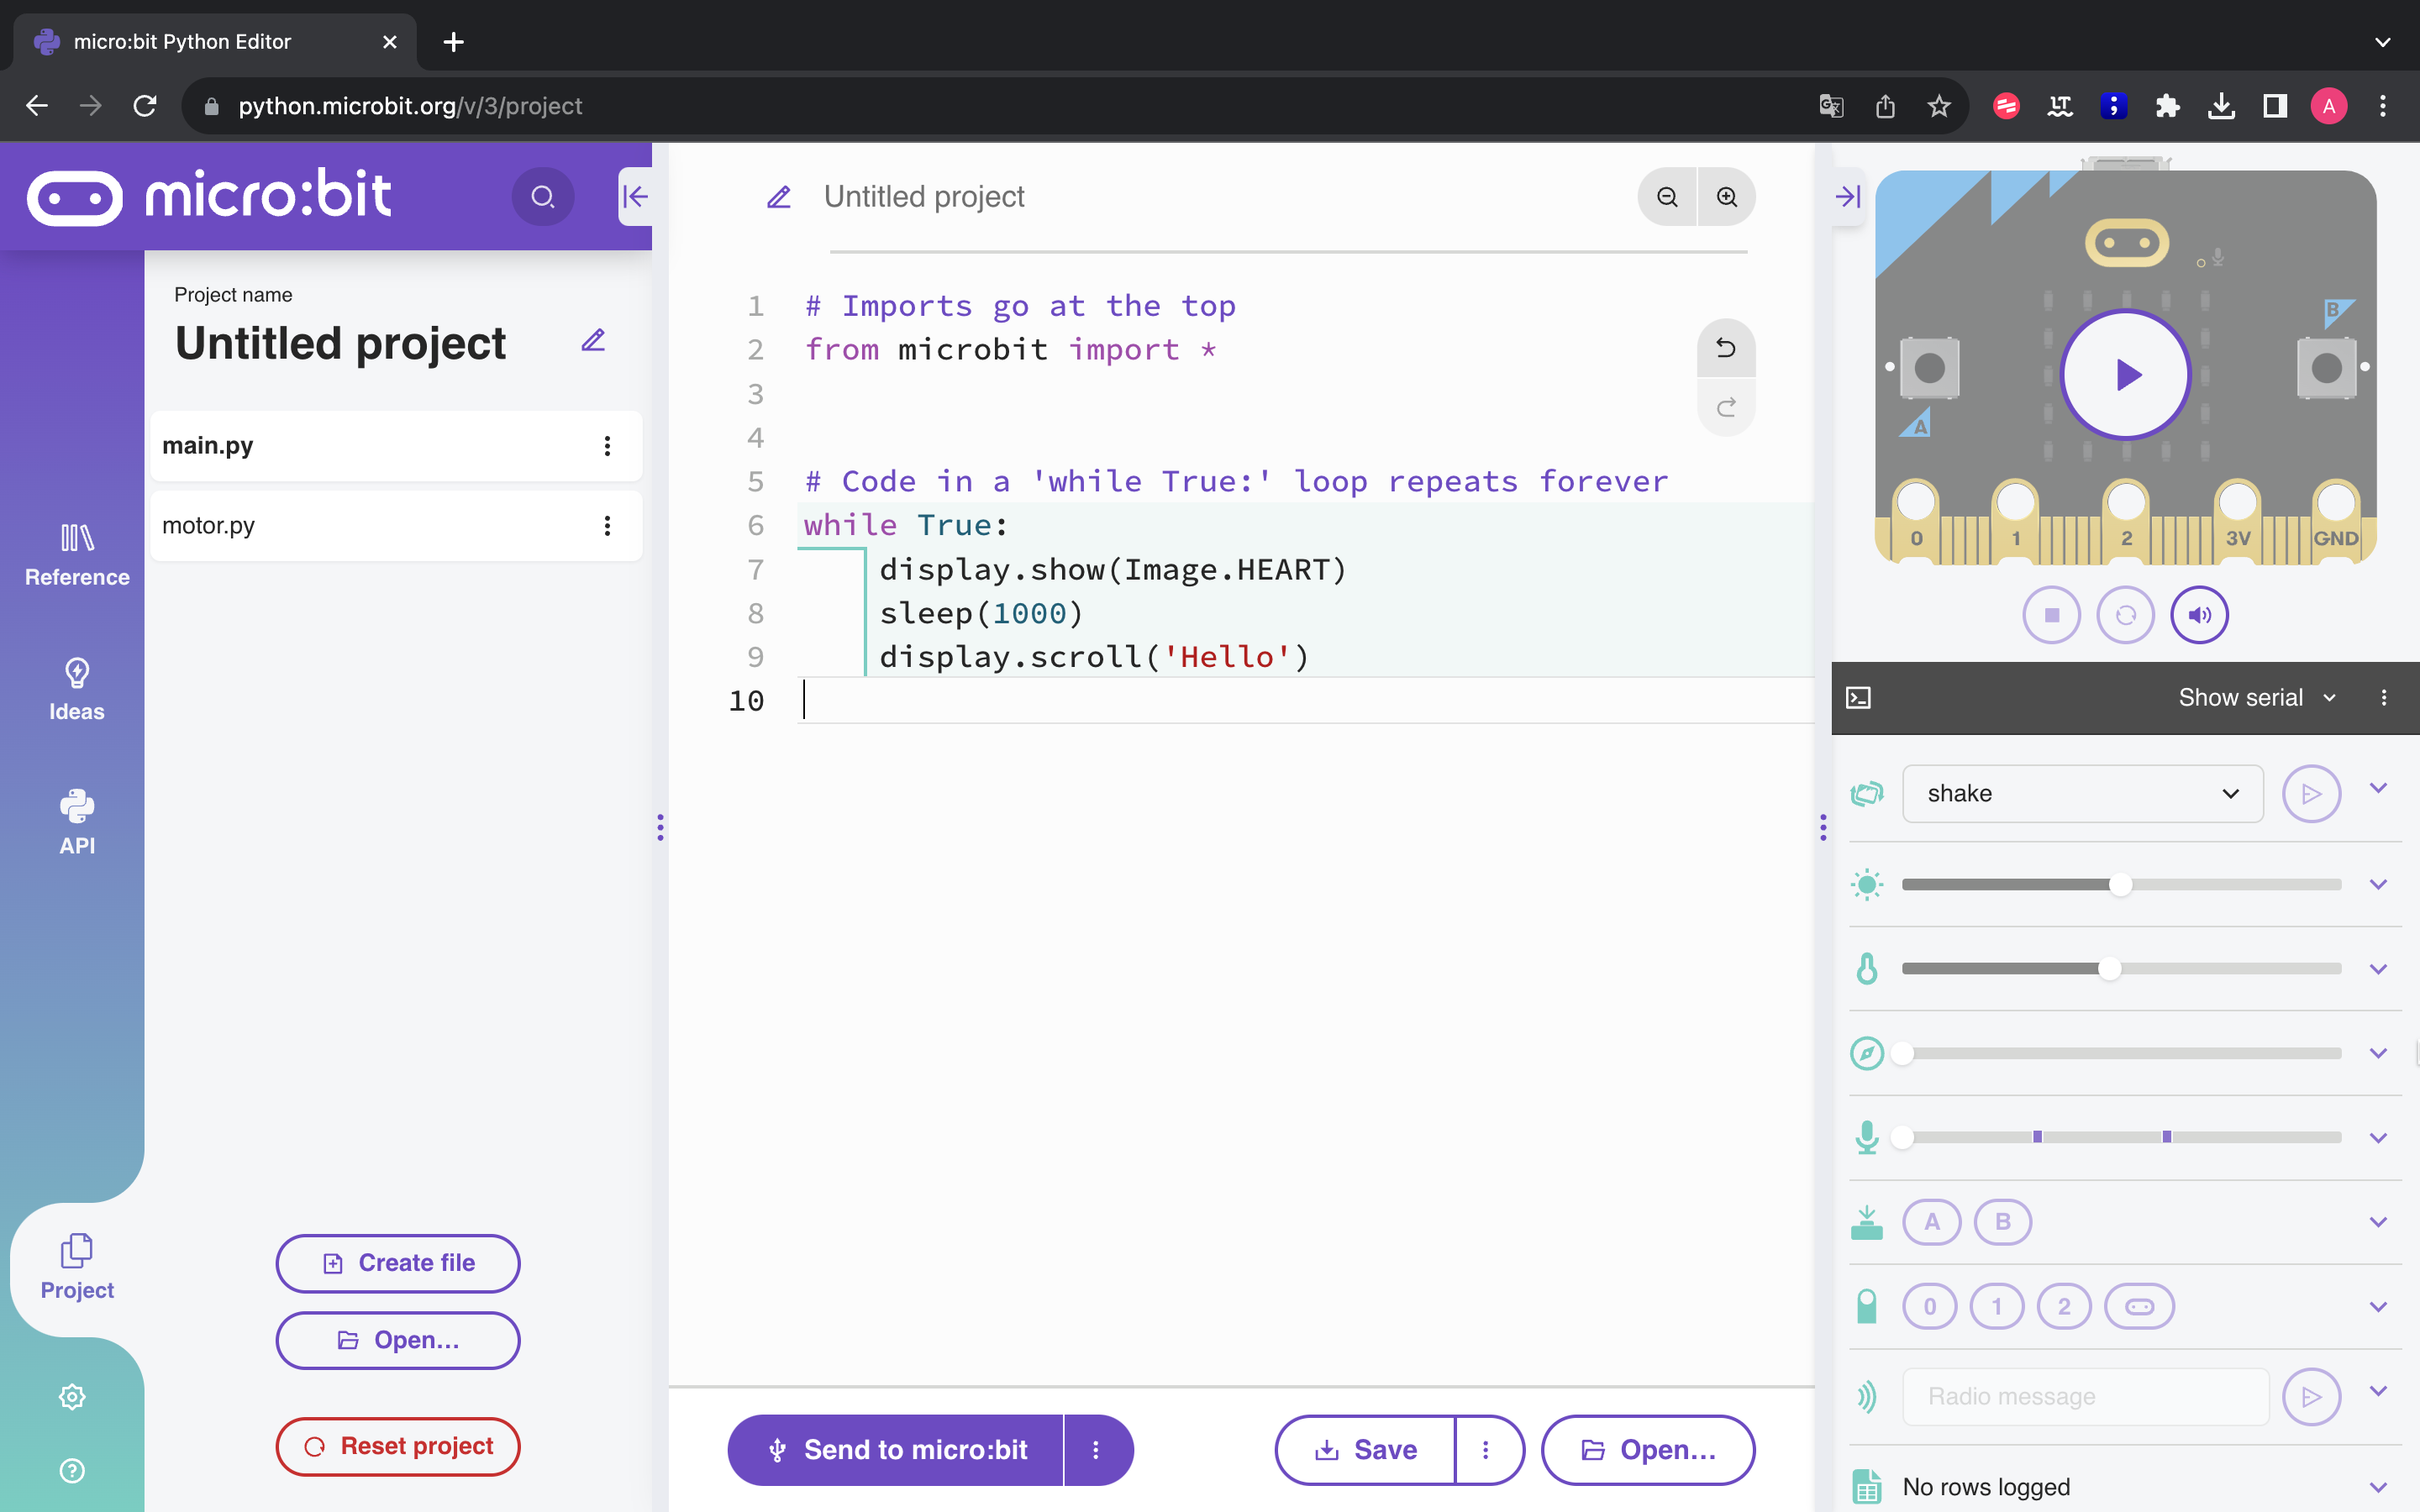 micro:bit Python Editor
python.microbit.org/v/3/project
A
micro:bit
Project name
Untitled project
main.py
motor.py
Reference
Ideas
API
Project
Create file
Open...
Reset project
Untitled project
1 # Imports go at the top
2 from microbit import *
3
4
5 # Code in a 'while True:' loop repeats forever
6 while True:
7 display.show(Image.HEART)
8 sleep(1000)
9 display.scroll('Hello')
10
Send to micro:bit
Save
Open...
B
A
0 1 2 3V GND
Show serial
shake
A B
0 1 2
Radio message
No rows logged